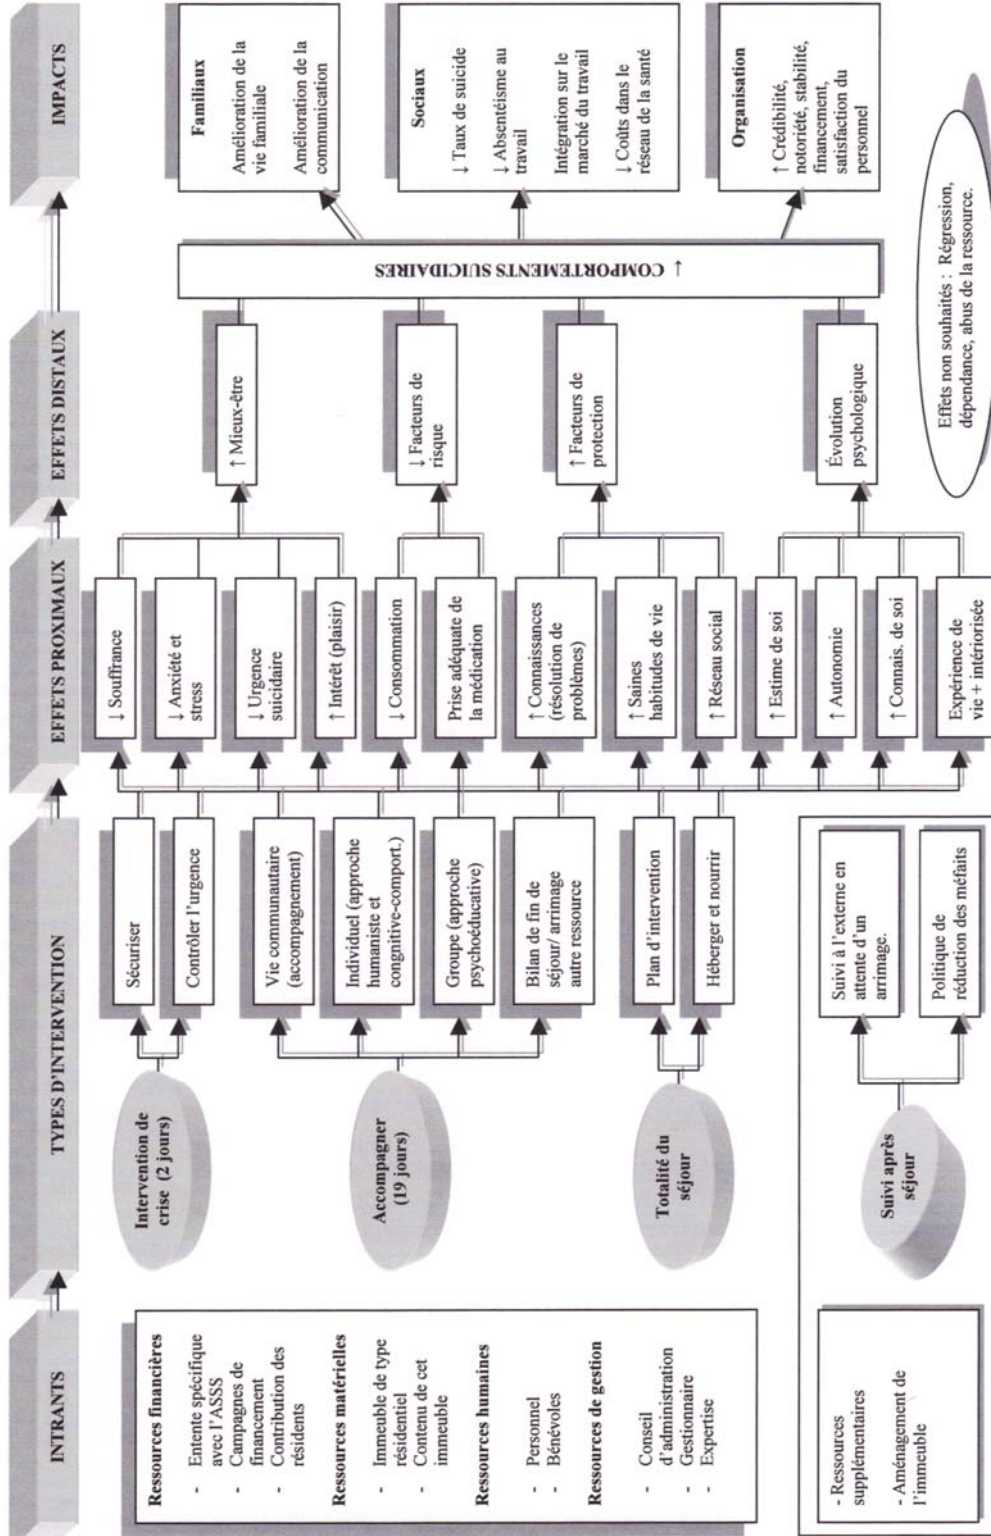 INTRANTS
TYPES D'INTERVENTION
EFFETS PROXIMAUX
EFFETS DISTAUX
IMPACTS
Ressources financières
- Entente spécifique
avec l'ASSS
- Campagnes de
financement
- Contribution des
résidents
Ressources matérielles
- Immeuble de type
résidentiel
- Contenu de cet
immeuble
Ressources humaines
- Personnel
- Bénévoles
Ressources de gestion
- Conseil
d'administration
- Gestionnaire
- Expertise
- Ressources
supplémentaires
- Aménagement de
l'immeuble
Intervention de
crise (2 jours)
Accompagner
(19 jours)
Totalité du
séjour
Suivi après
séjour
Sécuriser
Contrôler l'urgence
Vie communautaire
(accompagnement)
Individuel (approche
humaniste et
congnitive-comport.)
Groupe (approche
psychoéducative)
Bilan de fin de
séjour/ arrimage
autre ressource
Plan d'intervention
Héberger et nourrir
Suivi à l'externe en
attente d'un
arrimage.
Politique de
réduction des méfaits
↓ Souffrance
↓ Anxiété et
stress
↓ Urgence
suicidaire
↑ Intérêt (plaisir)
↓ Consommation
Prise adéquate de
la médication
↑ Connaissances
(résolution de
problèmes)
↑ Saines
habitudes de vie
↑ Réseau social
↑ Estime de soi
↑ Autonomie
↑ Connais. de soi
Expérience de
vie + intériorisée
↑ Mieux-être
↓ Facteurs de
risque
↑ Facteurs de
protection
Évolution
psychologique
↓ COMPORTEMENTS SUICIDAIRES
Familiaux
Amélioration de la
vie familiale
Amélioration de la
communication
Sociaux
↓ Taux de suicide
↓ Absentéisme au
travail
Intégration sur le
marché du travail
↓ Coûts dans le
réseau de la santé
Organisation
↑ Crédibilité,
notoriété, stabilité,
financement,
satisfaction du
personnel
Effets non souhaités : Régression,
dépendance, abus de la ressource.